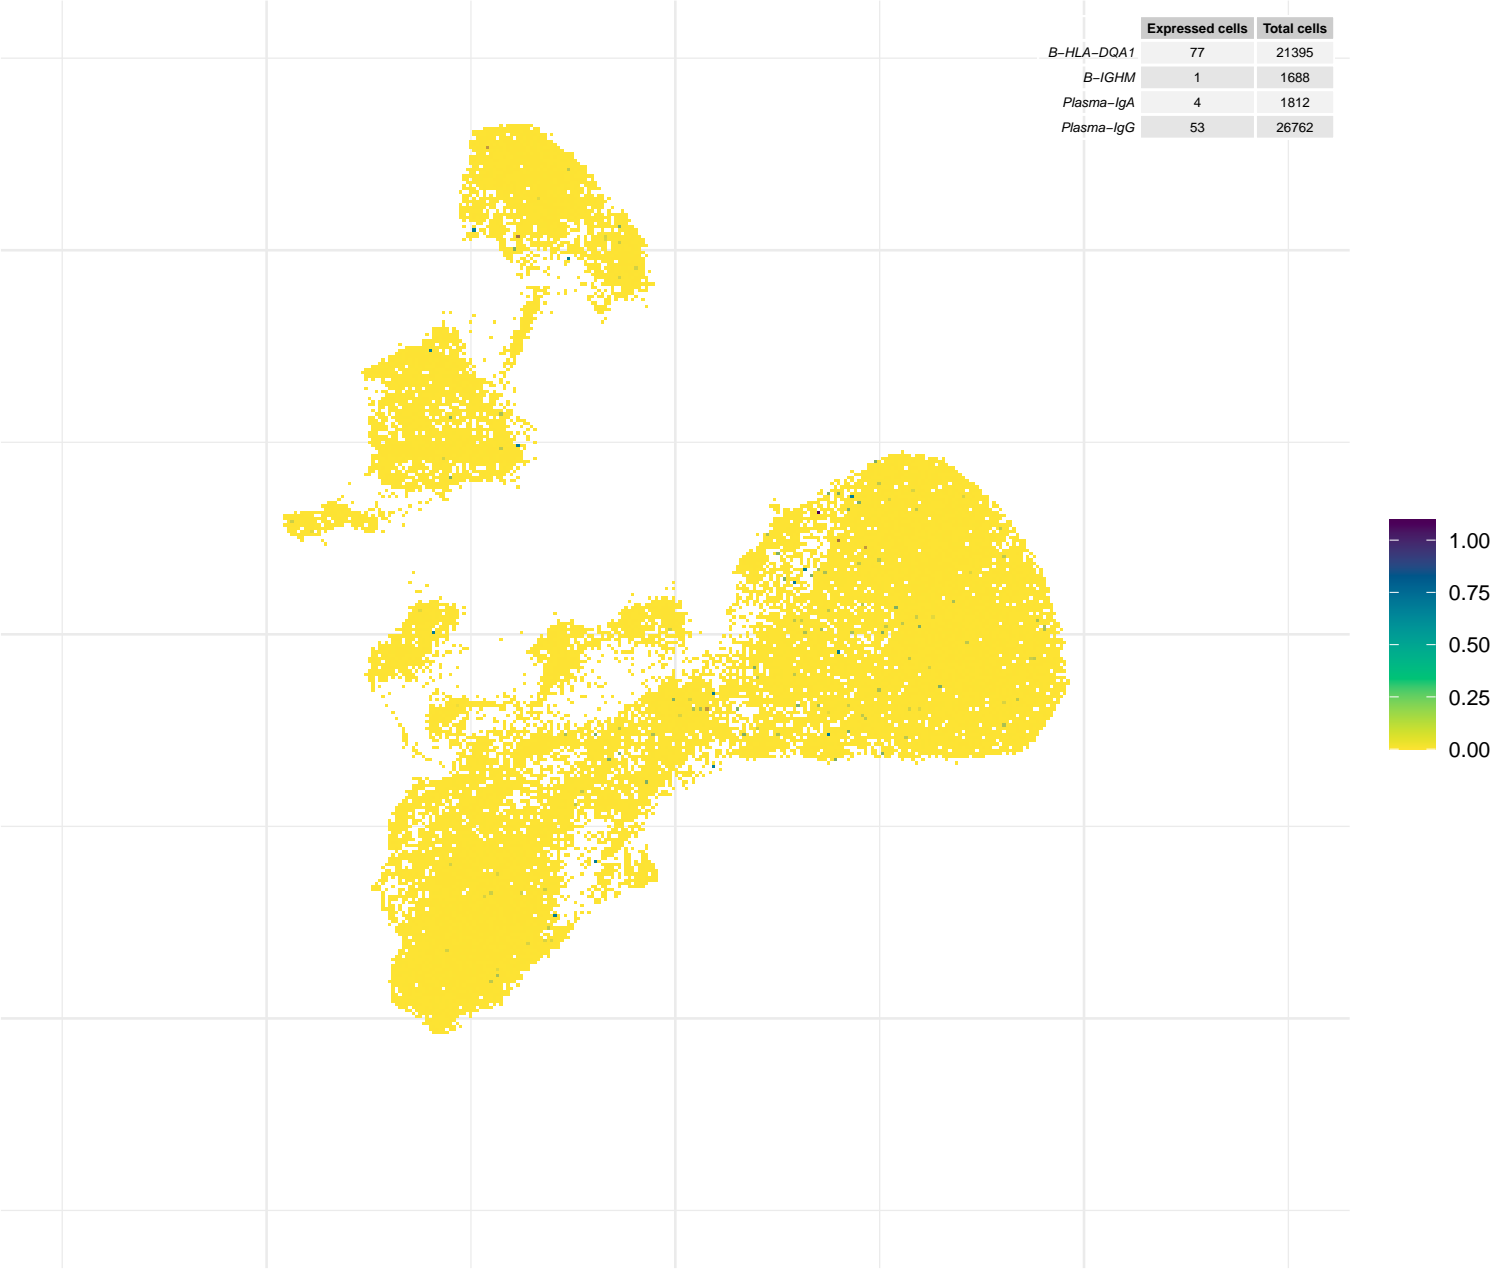 Expressed cells Total cells
B−HLA−DQA1 77 21395
B−IGHM 1 1688
Plasma−IgA 4 1812
Plasma−IgG 53 26762
1.00
0.75
0.50
0.25
0.00